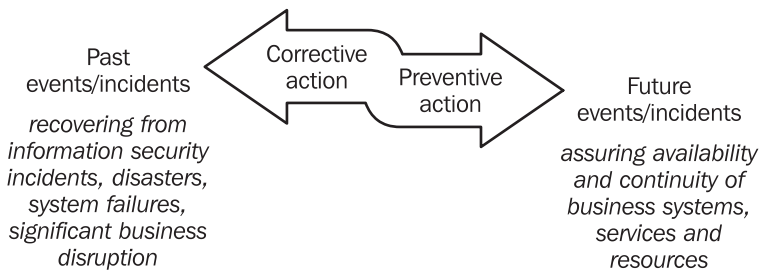 Past
events/incidents
recovering from
information security
incidents, disasters,
system failures,
significant business
disruption
Corrective
action
Preventive
action
Future
events/incidents
assuring availability
and continuity of
business systems,
services and
resources